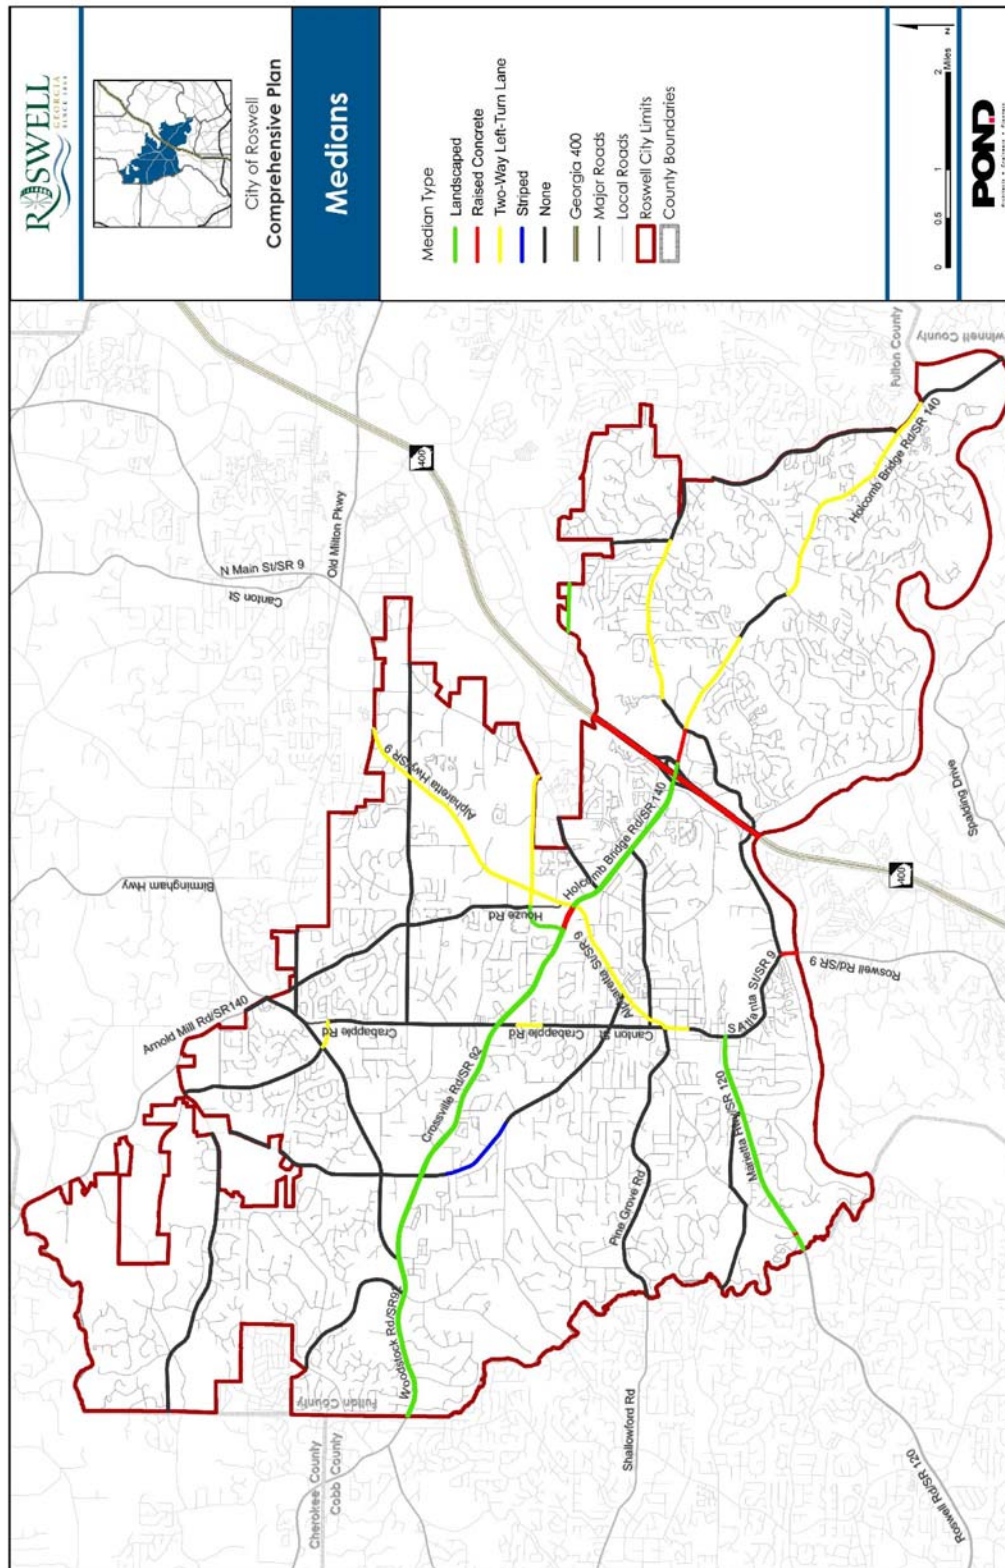 ROSWELL
GEORGIA
SINCE 1854
City of Roswell
Comprehensive Plan
Medians
Median Type
Landscaped
Raised Concrete
Two-Way Left-Turn Lane
Striped
None
Georgia 400
Major Roads
Local Roads
Roswell City Limits
County Boundaries
0
0.5
1
2
Miles
N
POND
N Main St/SR 9
Canton St
Old Milton Pkwy
400
Birmingham Hwy
Alpharetta Hwy/SR 9
Arnold Mill Rd/SR140
Houze Rd
Holcomb Bridge Rd/SR 140
Holcomb Bridge Rd/SR 140
Fulton County
Gwinnett County
Crabapple Rd
Crabapple Rd
Crossville Rd/SR 92
Alpharetta St/SR 9
Alpharetta St
Canton St
S Atlanta St/SR 9
Roswell Rd/SR 9
Spalding Drive
400
Woodstock Rd/SR92
Pine Grove Rd
Marietta Hwy/SR 120
Fulton County
Cherokee County
Cobb County
Shallowford Rd
Roswell Rd/SR 120